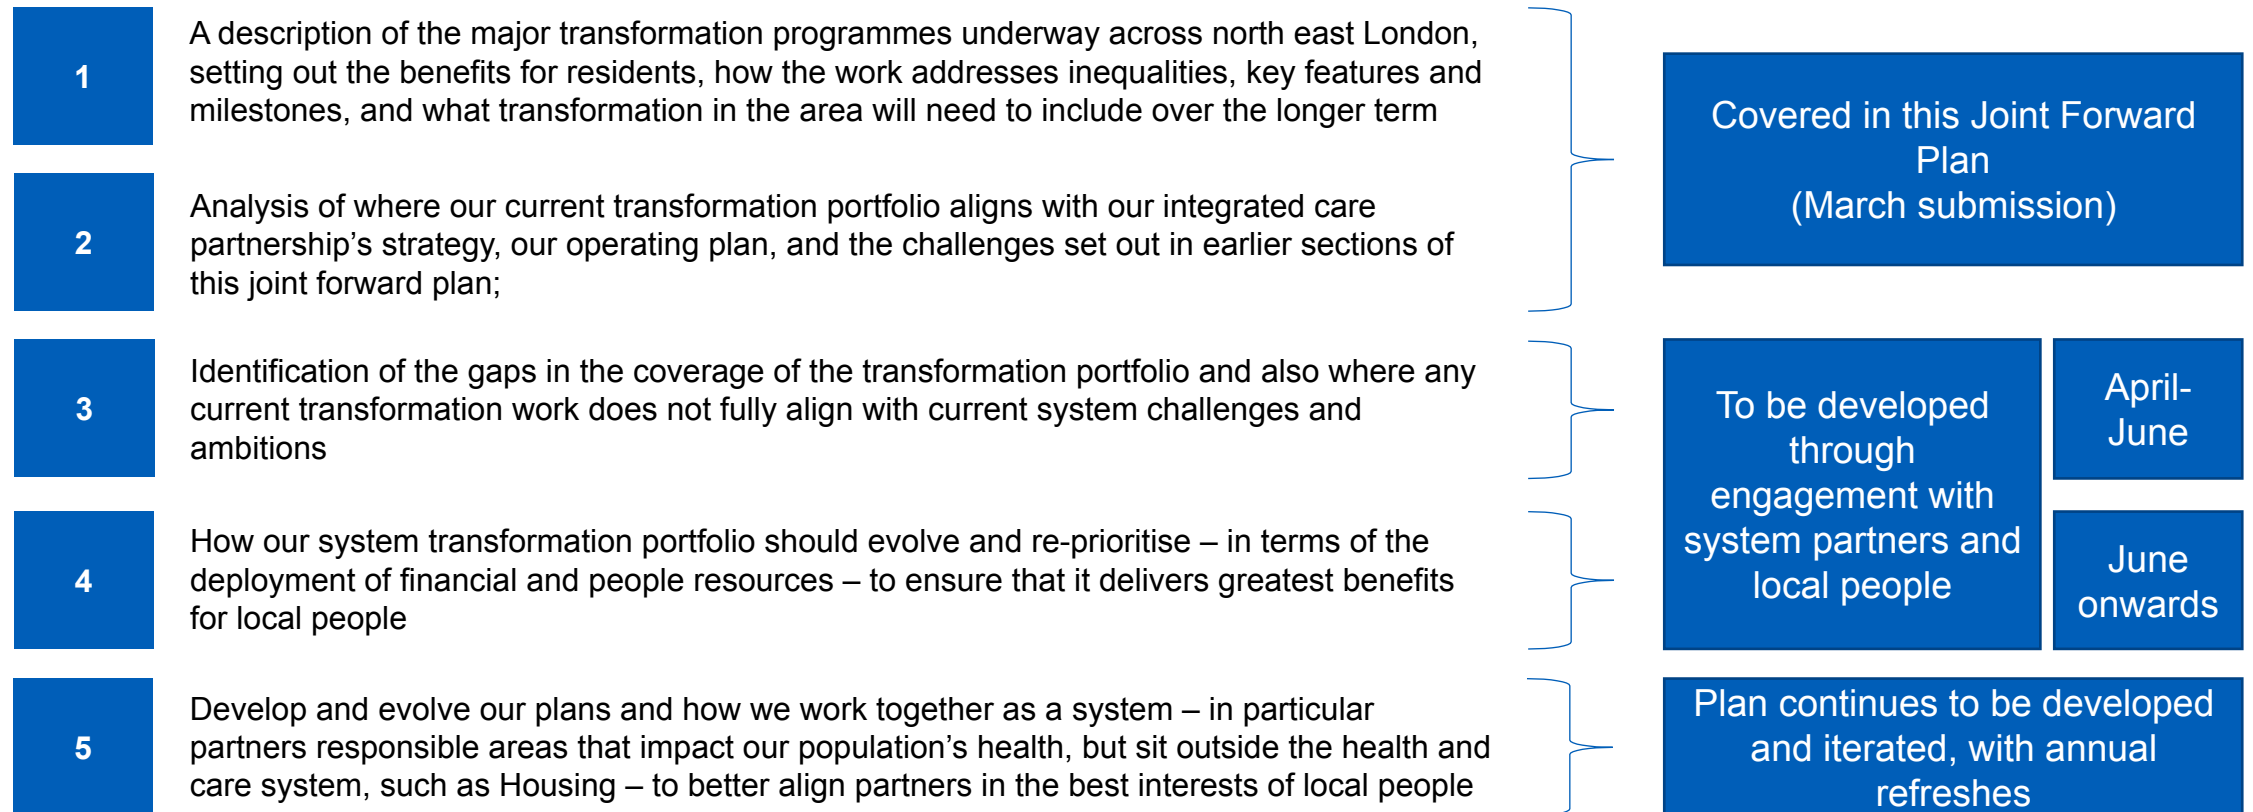 1
A description of the major transformation programmes underway across north east London,
setting out the benefits for residents, how the work addresses inequalities, key features and
milestones, and what transformation in the area will need to include over the longer term
2
Analysis of where our current transformation portfolio aligns with our integrated care
partnership’s strategy, our operating plan, and the challenges set out in earlier sections of
this joint forward plan;
Covered in this Joint Forward
Plan
(March submission)
3
Identification of the gaps in the coverage of the transformation portfolio and also where any
current transformation work does not fully align with current system challenges and
ambitions
4
How our system transformation portfolio should evolve and re-prioritise – in terms of the
deployment of financial and people resources – to ensure that it delivers greatest benefits
for local people
To be developed
through
engagement with
system partners and
local people
April-
June
June
onwards
5
Develop and evolve our plans and how we work together as a system – in particular
partners responsible areas that impact our population’s health, but sit outside the health and
care system, such as Housing – to better align partners in the best interests of local people
Plan continues to be developed
and iterated, with annual
refreshes